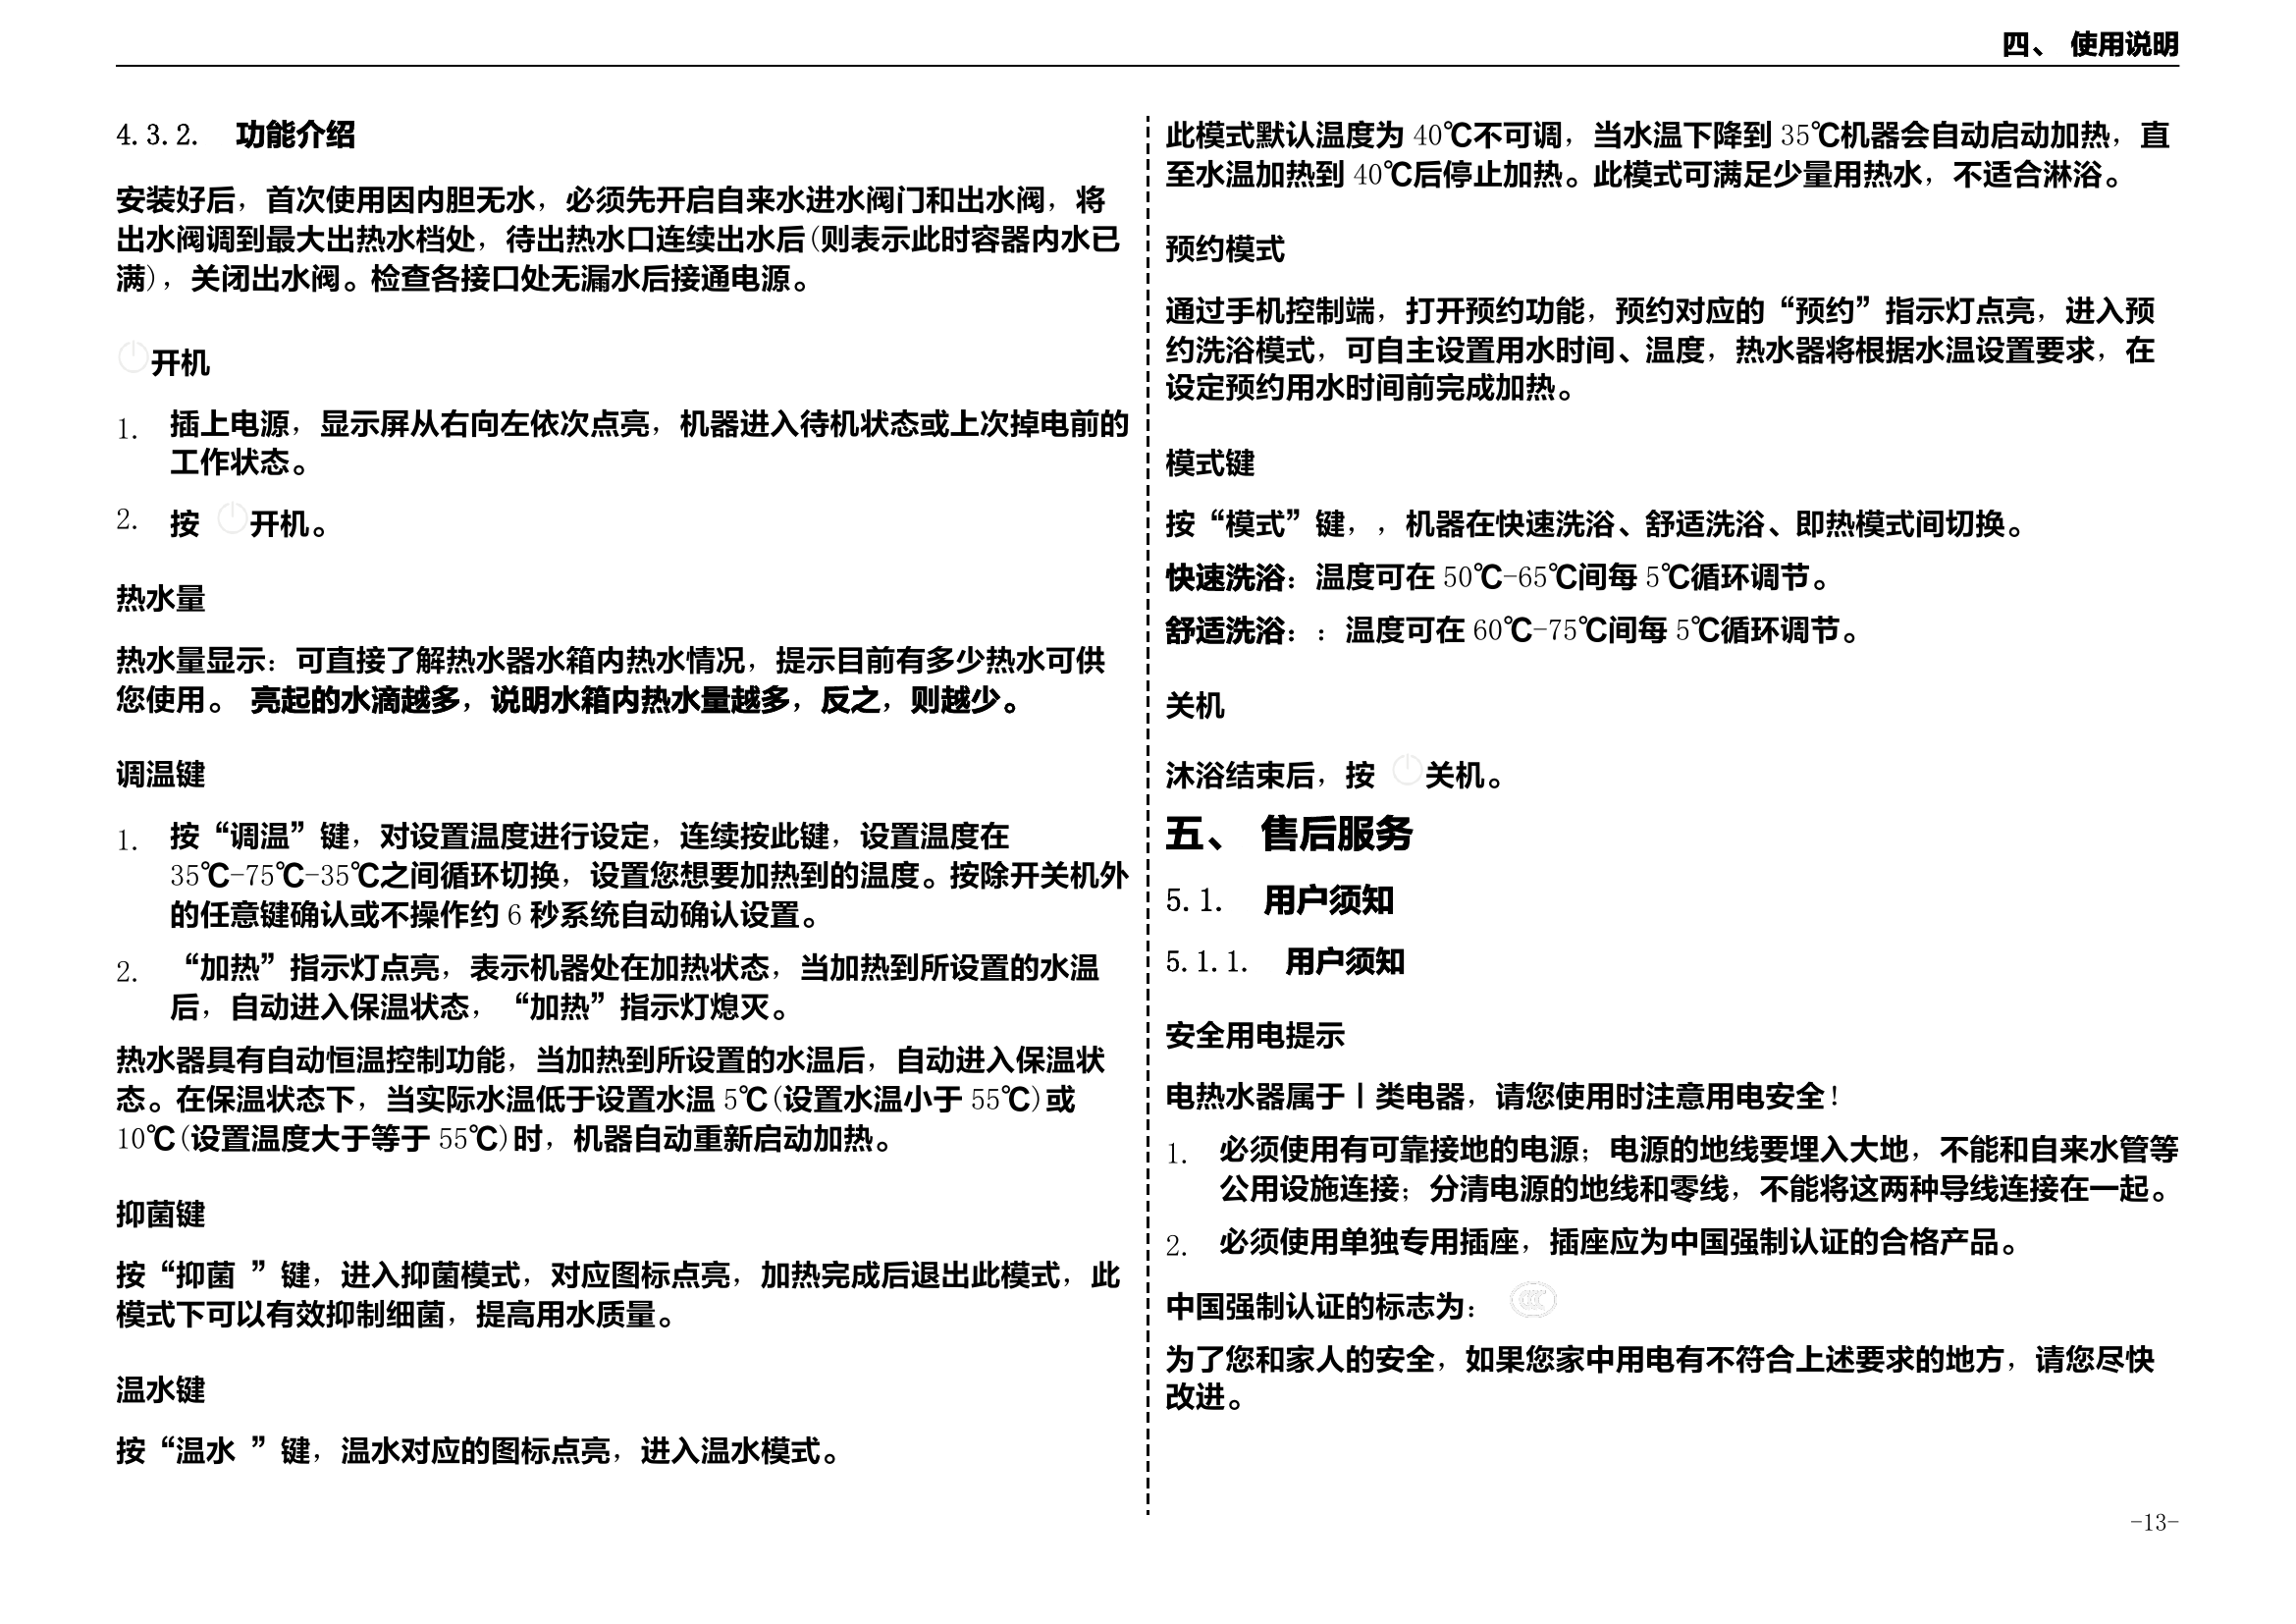 四、 使用说明
4.3.2. 功能介绍
安装好后，首次使用因内胆无水，必须先开启自来水进水阀门和出水阀，将
出水阀调到最大出热水档处，待出热水口连续出水后(则表示此时容器内水已
满)，关闭出水阀。检查各接口处无漏水后接通电源。
开机
1. 插上电源，显示屏从右向左依次点亮，机器进入待机状态或上次掉电前的
工作状态。
2. 按 开机。
热水量
热水量显示：可直接了解热水器水箱内热水情况，提示目前有多少热水可供
您使用。 亮起的水滴越多，说明水箱内热水量越多，反之，则越少。
调温键
1. 按“调温”键，对设置温度进行设定，连续按此键，设置温度在
35℃-75℃-35℃之间循环切换，设置您想要加热到的温度。按除开关机外
的任意键确认或不操作约 6 秒系统自动确认设置。
2. “加热”指示灯点亮，表示机器处在加热状态，当加热到所设置的水温
后，自动进入保温状态，“加热”指示灯熄灭。
热水器具有自动恒温控制功能，当加热到所设置的水温后，自动进入保温状
态。在保温状态下，当实际水温低于设置水温 5℃(设置水温小于 55℃)或
10℃(设置温度大于等于 55℃)时，机器自动重新启动加热。
抑菌键
按“抑菌 ”键，进入抑菌模式，对应图标点亮，加热完成后退出此模式，此
模式下可以有效抑制细菌，提高用水质量。
温水键
按“温水 ”键，温水对应的图标点亮，进入温水模式。
此模式默认温度为 40℃不可调，当水温下降到 35℃机器会自动启动加热，直
至水温加热到 40℃后停止加热。此模式可满足少量用热水，不适合淋浴。
预约模式
通过手机控制端，打开预约功能，预约对应的“预约”指示灯点亮，进入预
约洗浴模式，可自主设置用水时间、温度，热水器将根据水温设置要求，在
设定预约用水时间前完成加热。
模式键
按“模式”键，，机器在快速洗浴、舒适洗浴、即热模式间切换。
快速洗浴：温度可在 50℃-65℃间每 5℃循环调节。
舒适洗浴：：温度可在 60℃-75℃间每 5℃循环调节。
关机
沐浴结束后，按 关机。
五、 售后服务
5.1. 用户须知
5.1.1. 用户须知
安全用电提示
电热水器属于丨类电器，请您使用时注意用电安全！
1. 必须使用有可靠接地的电源；电源的地线要埋入大地，不能和自来水管等
公用设施连接；分清电源的地线和零线，不能将这两种导线连接在一起。
2. 必须使用单独专用插座，插座应为中国强制认证的合格产品。
中国强制认证的标志为：
为了您和家人的安全，如果您家中用电有不符合上述要求的地方，请您尽快
改进。
-13-